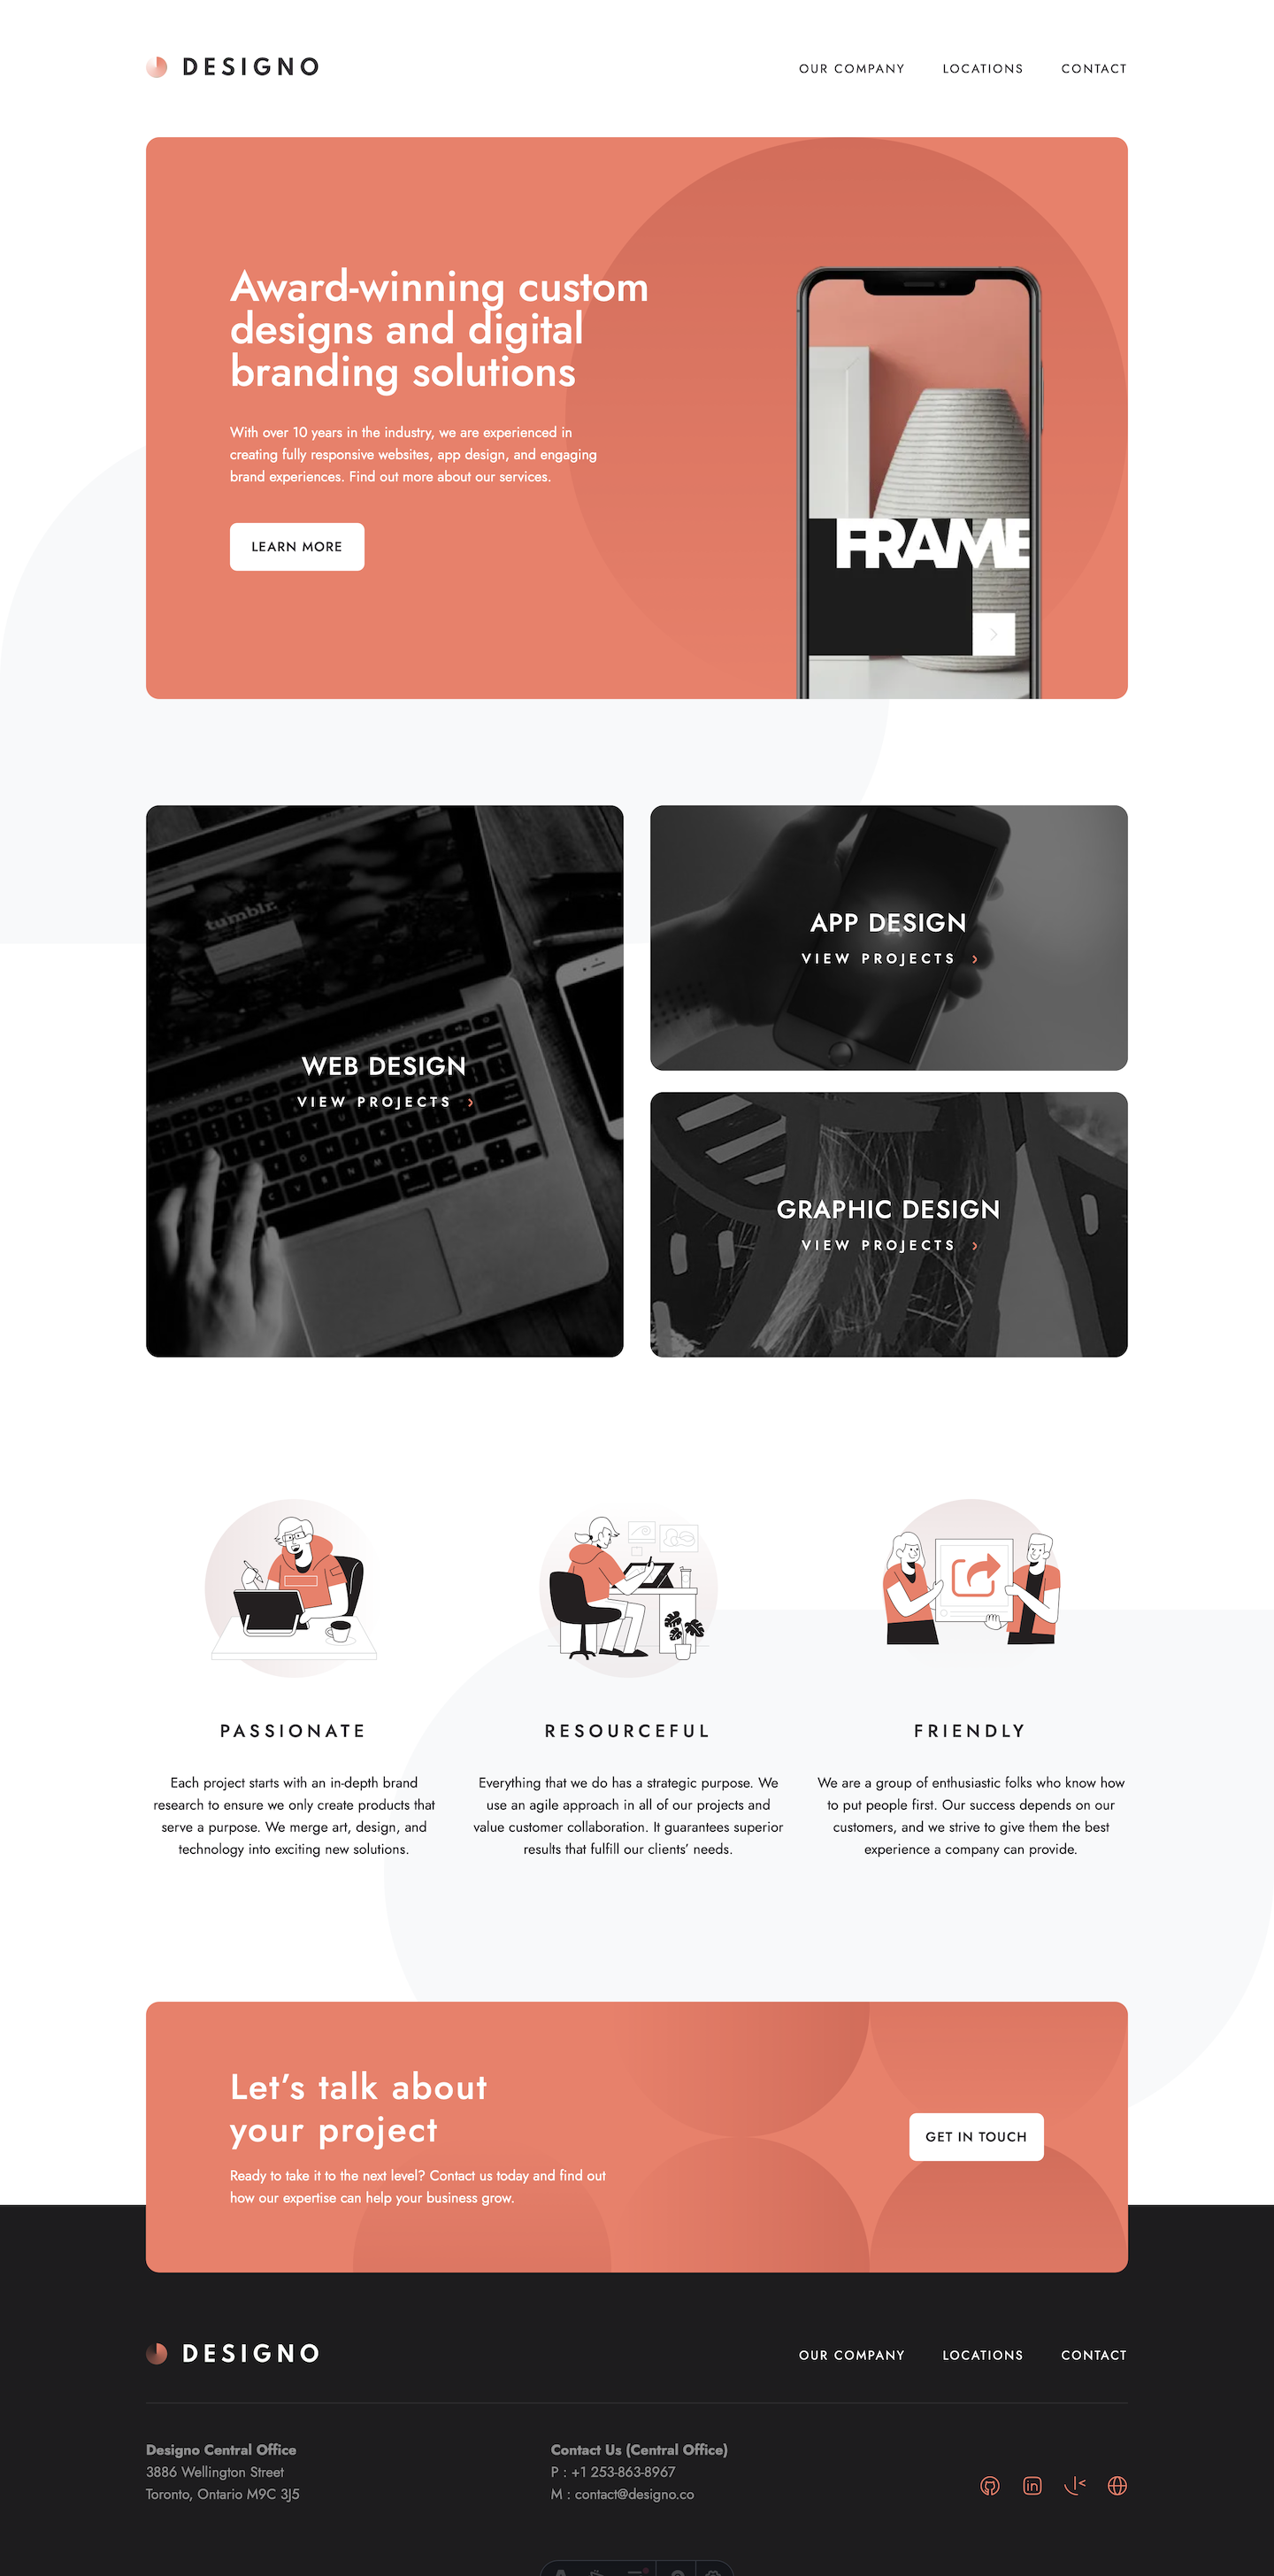 DESIGNO
OUR COMPANY
LOCATIONS
CONTACT
Award-winning custom
designs and digital
branding solutions
With over 10 years in the industry, we are experienced in
creating fully responsive websites, app design, and engaging
brand experiences. Find out more about our services.
LEARN MORE
FRAME
tumblr.
WEB DESIGN
VIEW PROJECTS
APP DESIGN
VIEW PROJECTS
GRAPHIC DESIGN
VIEW PROJECTS
PASSIONATE
Each project starts with an in-depth brand
research to ensure we only create products that
serve a purpose. We merge art, design, and
technology into exciting new solutions.
RESOURCEFUL
Everything that we do has a strategic purpose. We
use an agile approach in all of our projects and
value customer collaboration. It guarantees superior
results that fulfill our clients’ needs.
FRIENDLY
We are a group of enthusiastic folks who know how
to put people first. Our success depends on our
customers, and we strive to give them the best
experience a company can provide.
Let’s talk about
your project
Ready to take it to the next level? Contact us today and find out
how our expertise can help your business grow.
GET IN TOUCH
DESIGNO
OUR COMPANY
LOCATIONS
CONTACT
Designo Central Office
3886 Wellington Street
Toronto, Ontario M9C 3J5
Contact Us (Central Office)
P : +1 253-863-8967
M : contact@designo.co